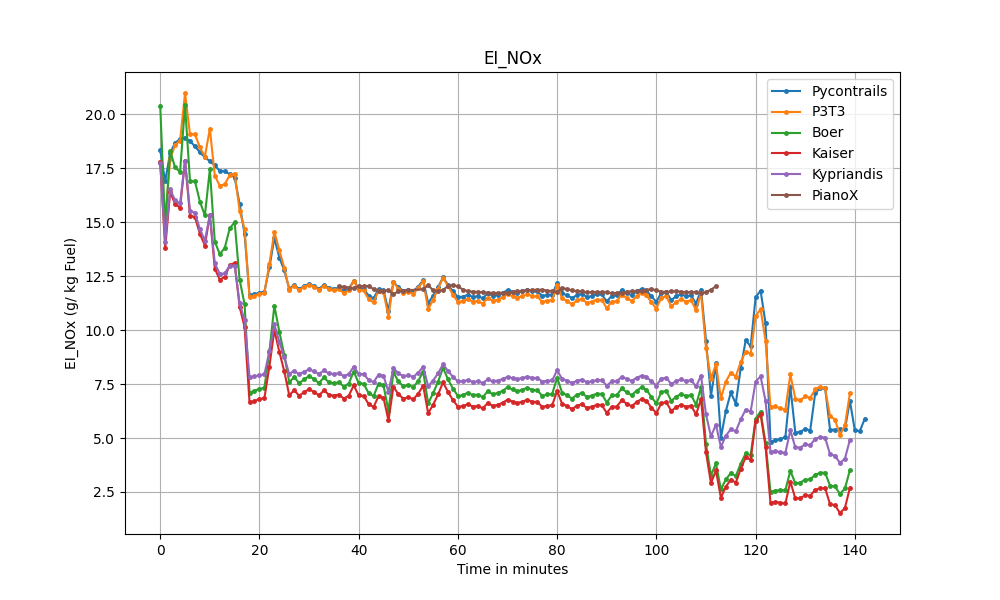 EI_NOx
EI_NOx (g/ kg Fuel)
20.0
17.5
15.0
12.5
10.0
7.5
5.0
2.5
0 20 40 60 80 100 120 140
Time in minutes
Pycontrails
P3T3
Boer
Kaiser
Kypriandis
PianoX